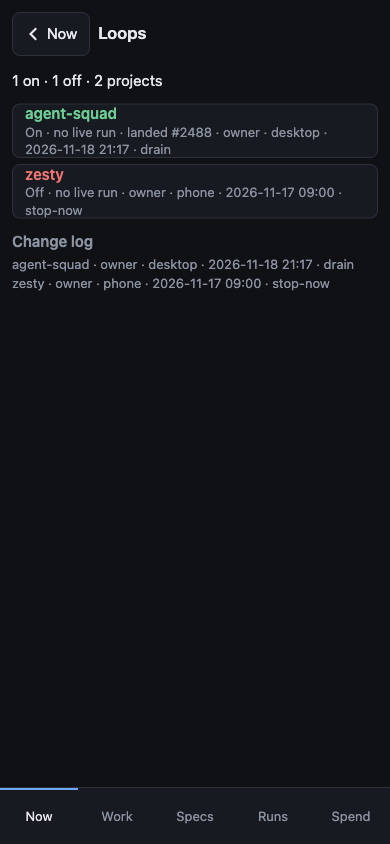 Now
Loops
1 on · 1 off · 2 projects
agent-squad
On · no live run · landed #2488 · owner · desktop ·
2026-11-18 21:17 · drain
zesty
Off · no live run · owner · phone · 2026-11-17 09:00 ·
stop-now
Change log
agent-squad · owner · desktop · 2026-11-18 21:17 · drain
zesty · owner · phone · 2026-11-17 09:00 · stop-now
Now
Work
Specs
Runs
Spend